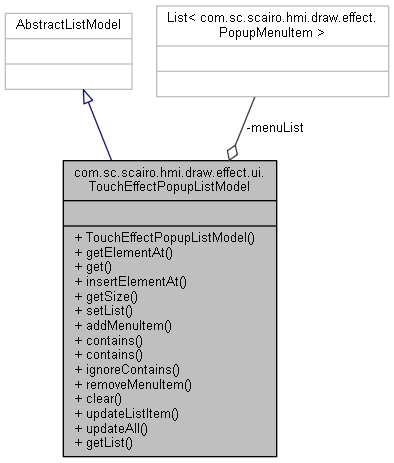 AbstractListModel
List< com.sc.scairo.hmi.draw.effect.
PopupMenuItem >
-menuList
com.sc.scairo.hmi.draw.effect.ui.
TouchEffectPopupListModel
+ TouchEffectPopupListModel()
+ getElementAt()
+ get()
+ insertElementAt()
+ getSize()
+ setList()
+ addMenuItem()
+ contains()
+ contains()
+ ignoreContains()
+ removeMenuItem()
+ clear()
+ updateListItem()
+ updateAll()
+ getList()